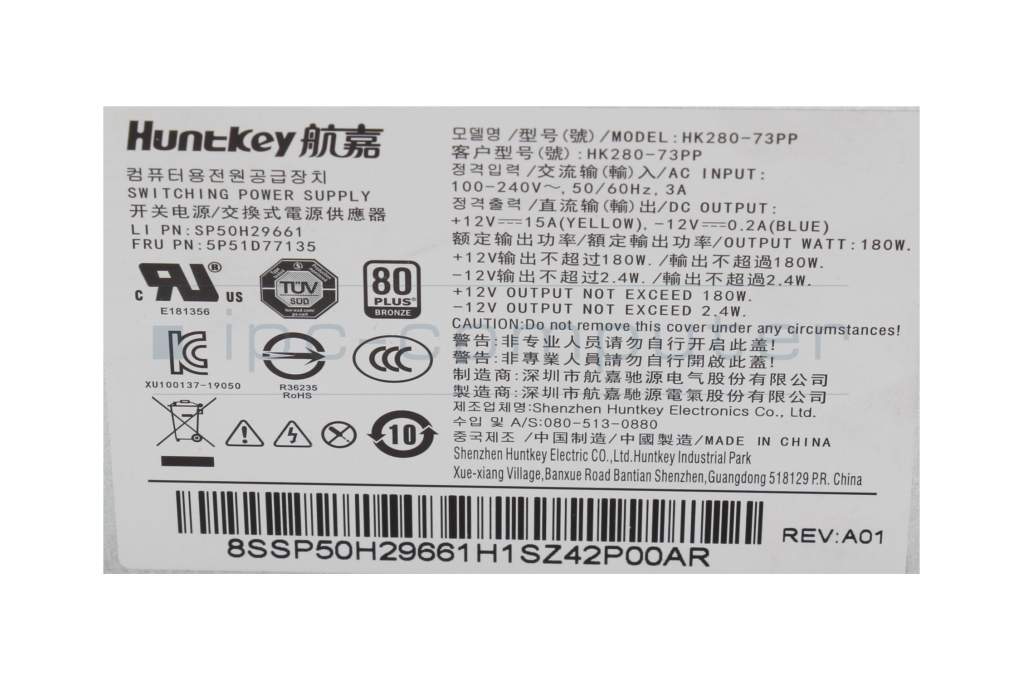 Huntkey 航嘉
컴퓨터용전원공급장치
SWITCHING POWER SUPPLY
开关电源/交換式電源供應器
LI PN:SP50H29661
FRU PN:5P51D77135
c RU ® US
E181356
TÜV
SÜD
80
PLUS®
BRONZE
XU100137-19050
R36235
RoHS
CCC
10
모델명 /型号(號) /MODEL: HK280-73PP
客户型号(號) :HK280-73PP
정격입력 /交流输(輸)入/AC INPUT:
100-240V～, 50/60Hz, 3A
정격출력 /直流输(輸)出/DC OUTPUT:
+12V⎓15A(YELLOW), -12V⎓0.2A(BLUE)
额定输出功率/額定輸出功率/OUTPUT WATT:180W.
+12V输出不超过180W. /輸出不超過180W.
-12V输出不超过2.4W. /輸出不超過2.4W.
+12V OUTPUT NOT EXCEED 180W.
-12V OUTPUT NOT EXCEED 2.4W.
CAUTION:Do not remove this cover under any circumstances!
警告:非专业人员请勿自行开启此盖!
警告:非專業人員請勿自行開啟此蓋!
制造商:深圳市航嘉驰源电气股份有限公司
製造商:深圳市航嘉馳源電氣股份有限公司
제조업체명:Shenzhen Huntkey Electronics Co., Ltd.
수입 및 A/S:080-513-0880
중국제조 /中国制造/中國製造/MADE IN CHINA
Shenzhen Huntkey Electric CO.,Ltd.Huntkey Industrial Park
Xue-xiang Village,Banxue Road Bantian Shenzhen,Guangdong 518129 P.R. China
8SSP50H29661H1SZ42P00AR
REV:A01
ipc-computer